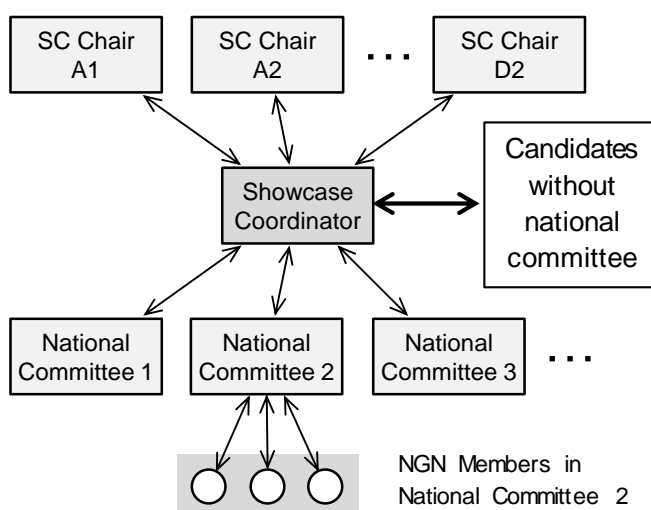 SC Chair
A1
SC Chair
A2
...
SC Chair
D2
Candidates
without
national
committee
Showcase
Coordinator
National
Committee 1
National
Committee 2
National
Committee 3
...
NGN Members in
National Committee 2